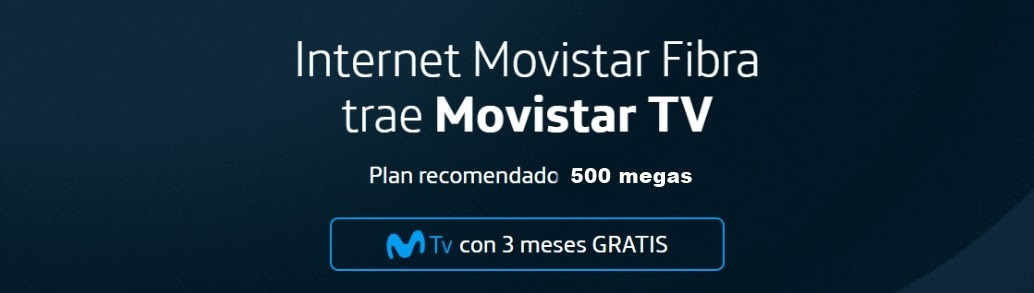 Internet Movistar Fibra
trae Movistar TV
Plan recomendado 500 megas
Tv con 3 meses GRATIS